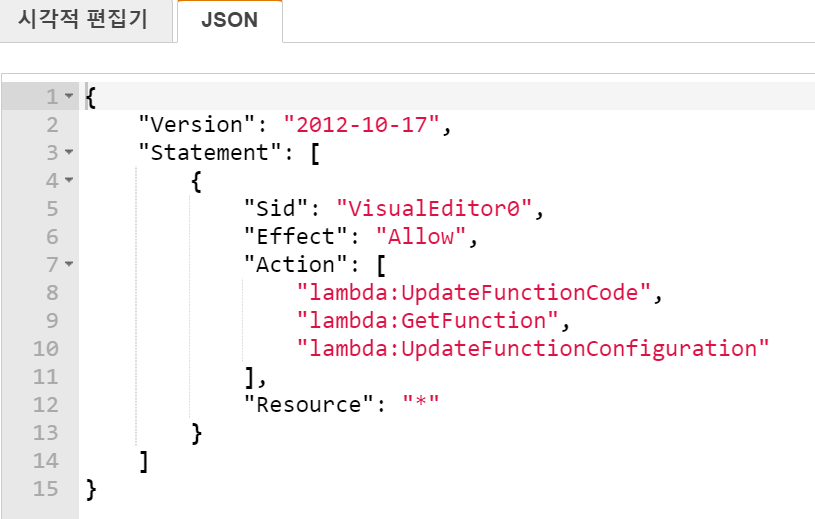 시각적 편집기 JSON
1 {
2     "Version": "2012-10-17",
3     "Statement": [
4         {
5             "Sid": "VisualEditor0",
6             "Effect": "Allow",
7             "Action": [
8                 "lambda:UpdateFunctionCode",
9                 "lambda:GetFunction",
10                 "lambda:UpdateFunctionConfiguration"
11             ],
12             "Resource": "*"
13         }
14     ]
15 }